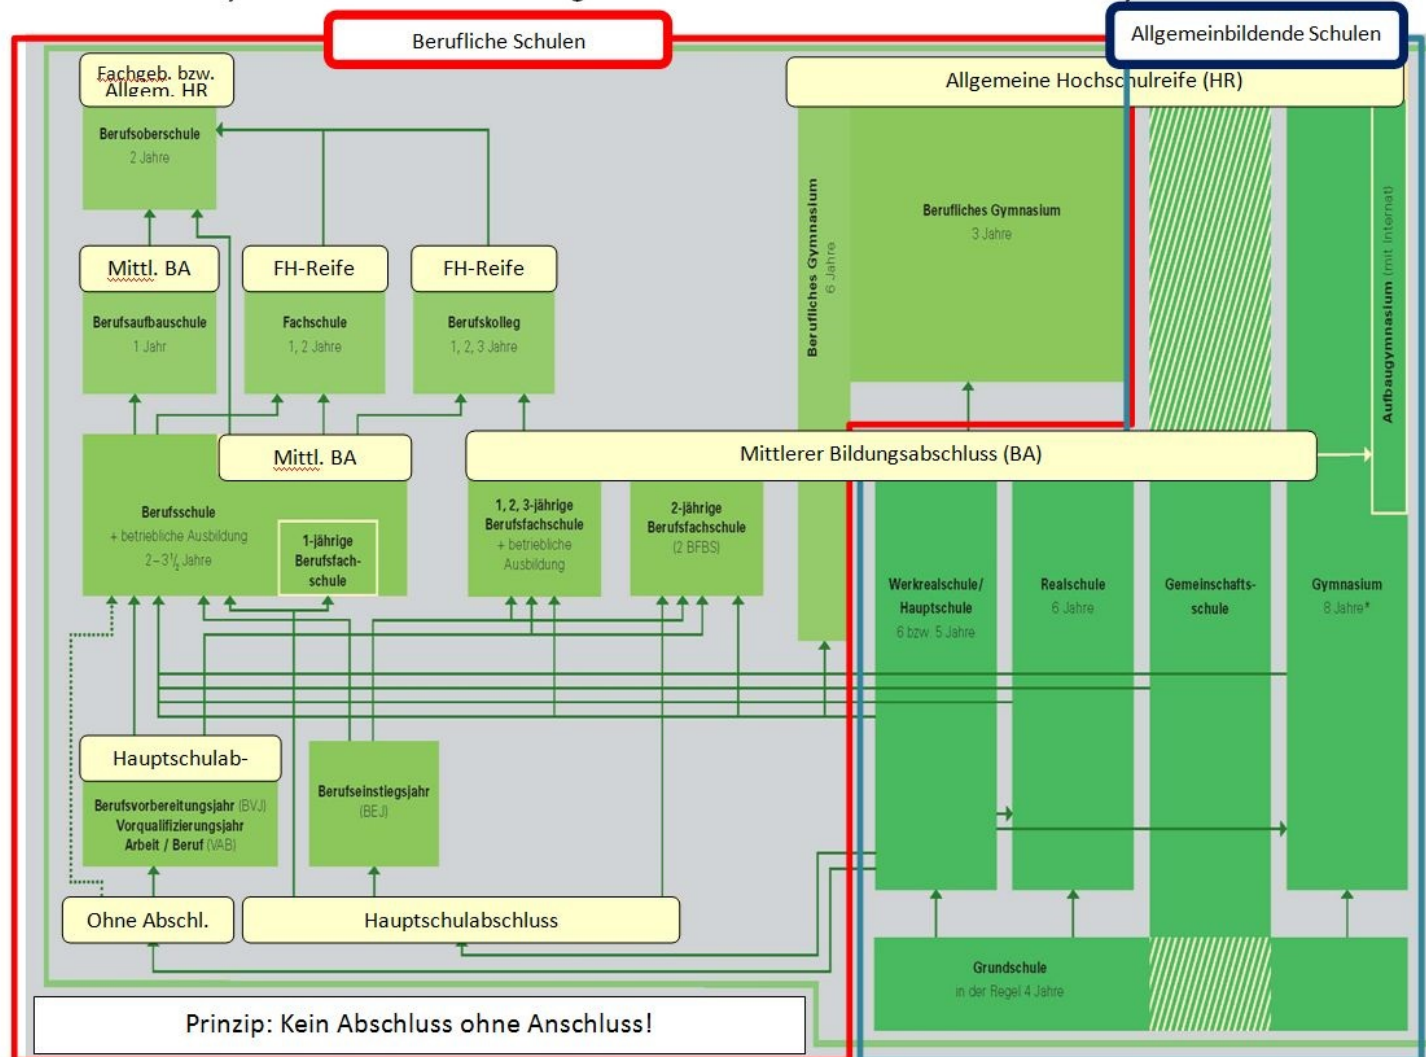 Berufliche Schulen
Allgemeinbildende Schulen
Fachgeb. bzw.
Allgem. HR
Berufsoberschule
2 Jahre
Allgemeine Hochschulreife (HR)
Berufliches Gymnasium
6 Jahre
Berufliches Gymnasium
3 Jahre
Aufbaugymnasium (mit Internat)
Mittl. BA
FH-Reife
FH-Reife
Berufsaufbauschule
1 Jahr
Fachschule
1, 2 Jahre
Berufskolleg
1, 2, 3 Jahre
Mittl. BA
Mittlerer Bildungsabschluss (BA)
Berufsschule
+ betriebliche Ausbildung
2–3 1/2 Jahre
1-jährige
Berufsfach-
schule
1, 2, 3-jährige
Berufsfachschule
+ betriebliche
Ausbildung
2-jährige
Berufsfachschule
(2 BFBS)
Werkrealschule/
Hauptschule
6 bzw. 5 Jahre
Realschule
6 Jahre
Gemeinschafts-
schule
Gymnasium
8 Jahre*
Hauptschulab-
Berufsvorbereitungsjahr (BVJ)
Vorqualifizierungsjahr
Arbeit / Beruf (VAB)
Berufseinstiegsjahr
(BEJ)
Ohne Abschl.
Hauptschulabschluss
Grundschule
in der Regel 4 Jahre
Prinzip: Kein Abschluss ohne Anschluss!